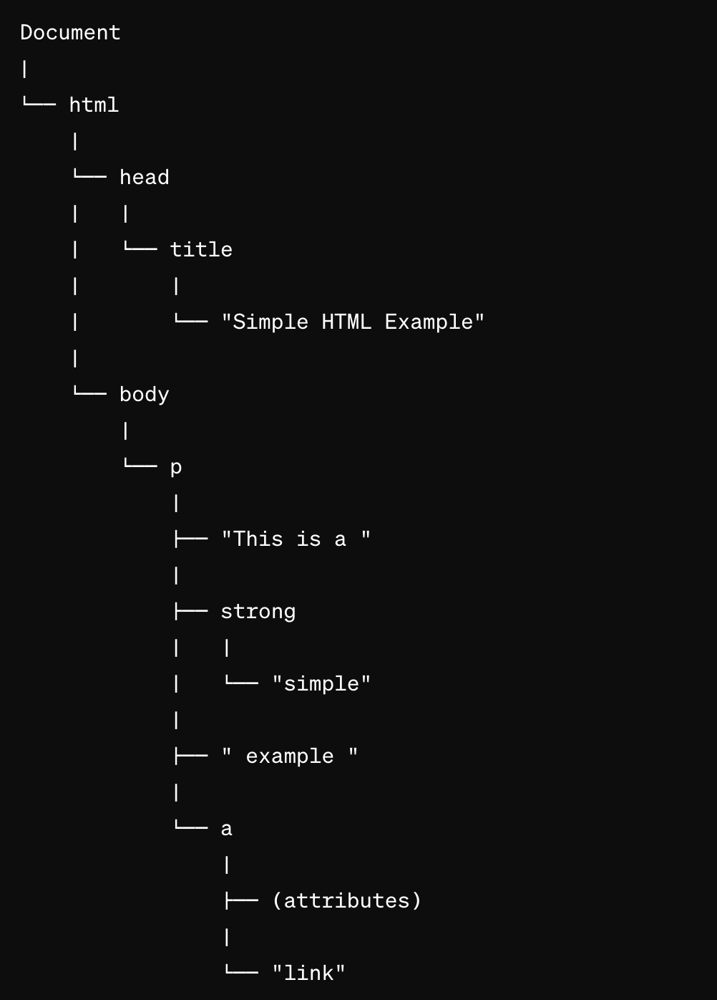 Document
|
└── html
    |
    └── head
    |   |
    |   └── title
    |       |
    |       └── "Simple HTML Example"
    |
    └── body
        |
        └── p
            |
            ├── "This is a "
            |
            ├── strong
            |   |
            |   └── "simple"
            |
            ├── " example "
            |
            └── a
                |
                ├── (attributes)
                |
                └── "link"